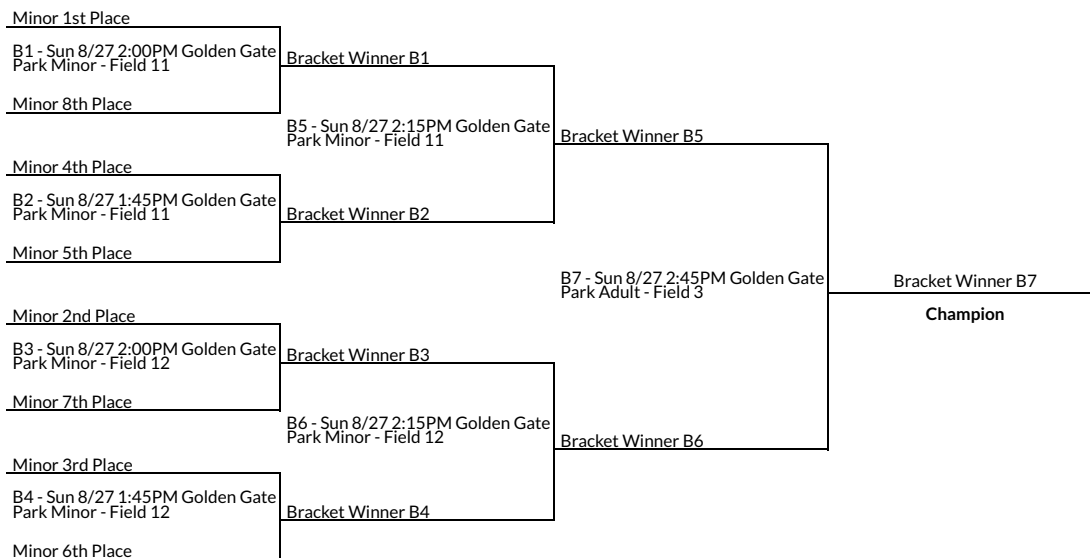 Minor 1st Place
B1 - Sun 8/27 2:00PM Golden Gate
Park Minor - Field 11
Minor 8th Place
Bracket Winner B1
B5 - Sun 8/27 2:15PM Golden Gate
Park Minor - Field 11
Minor 4th Place
B2 - Sun 8/27 1:45PM Golden Gate
Park Minor - Field 11
Minor 5th Place
Bracket Winner B2
Bracket Winner B5
B7 - Sun 8/27 2:45PM Golden Gate
Park Adult - Field 3
Bracket Winner B7
Champion
Minor 2nd Place
B3 - Sun 8/27 2:00PM Golden Gate
Park Minor - Field 12
Minor 7th Place
Bracket Winner B3
B6 - Sun 8/27 2:15PM Golden Gate
Park Minor - Field 12
Bracket Winner B6
Minor 3rd Place
B4 - Sun 8/27 1:45PM Golden Gate
Park Minor - Field 12
Minor 6th Place
Bracket Winner B4